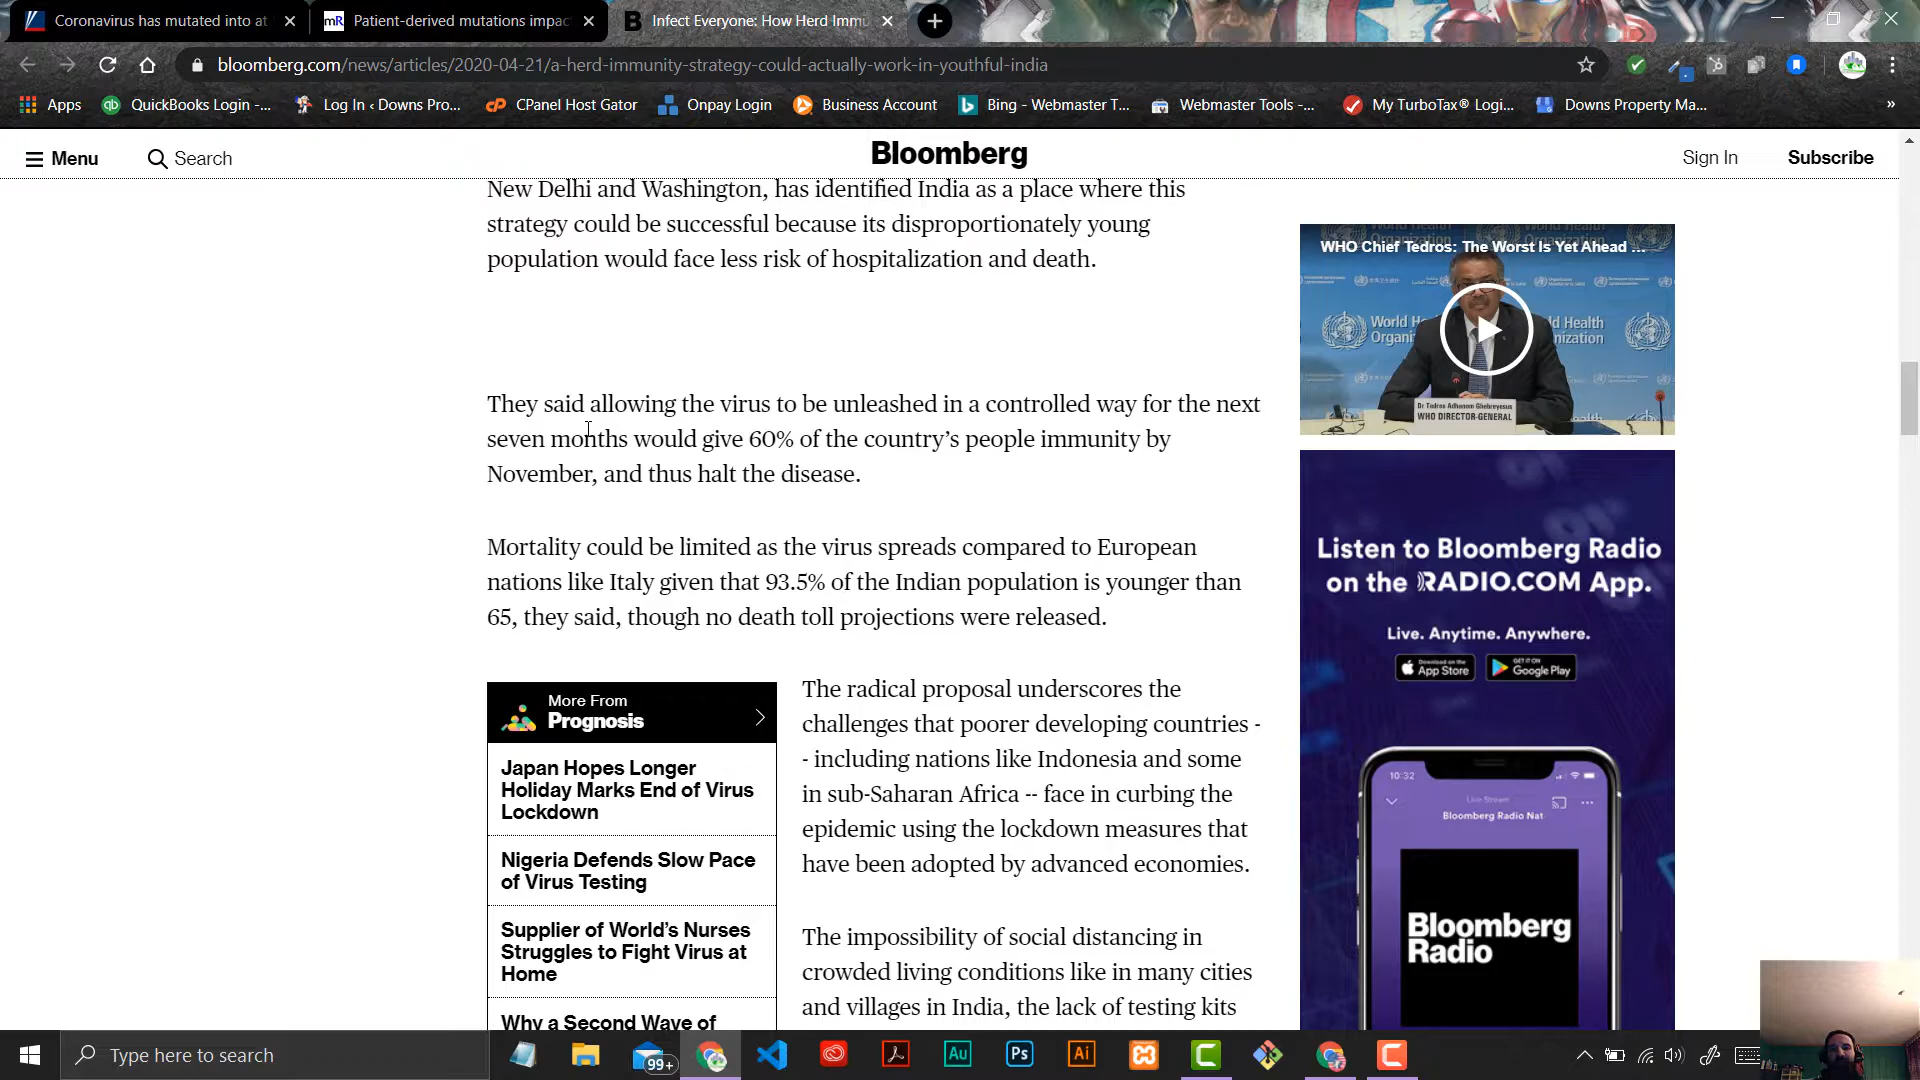 Coronavirus has mutated into at
mR Patient-derived mutations impac
Infect Everyone: How Herd Immu
bloomberg.com/news/articles/2020-04-21/a-herd-immunity-strategy-could-actually-work-in-youthful-india
Apps
qb QuickBooks Login -...
Log In ‹ Downs Pro...
cP CPanel Host Gator
Onpay Login
Business Account
Bing - Webmaster T...
Webmaster Tools -...
My TurboTax® Logi...
Downs Property Ma...
»
Menu
Search
Bloomberg
Sign In
Subscribe
New Delhi and Washington, has identified India as a place where this
strategy could be successful because its disproportionately young
population would face less risk of hospitalization and death.
They said allowing the virus to be unleashed in a controlled way for the next
seven months would give 60% of the country's people immunity by
November, and thus halt the disease.
Mortality could be limited as the virus spreads compared to European
nations like Italy given that 93.5% of the Indian population is younger than
65, they said, though no death toll projections were released.
More From
Prognosis
Japan Hopes Longer
Holiday Marks End of Virus
Lockdown
Nigeria Defends Slow Pace
of Virus Testing
Supplier of World's Nurses
Struggles to Fight Virus at
Home
Why a Second Wave of
The radical proposal underscores the
challenges that poorer developing countries -
- including nations like Indonesia and some
in sub-Saharan Africa -- face in curbing the
epidemic using the lockdown measures that
have been adopted by advanced economies.
The impossibility of social distancing in
crowded living conditions like in many cities
and villages in India, the lack of testing kits
WHO Chief Tedros: The Worst Is Yet Ahead ...
World Health
Organization
Dr Tedros Adhanom Ghebreyesus
WHO DIRECTOR-GENERAL
Listen to Bloomberg Radio
on the RADIO.COM App.
Live. Anytime. Anywhere.
Download on the
App Store
GET IT ON
Google Play
10:32
Live Stream
Bloomberg Radio Nat
Bloomberg
Radio
Type here to search
99+
Au
Ps
Ai